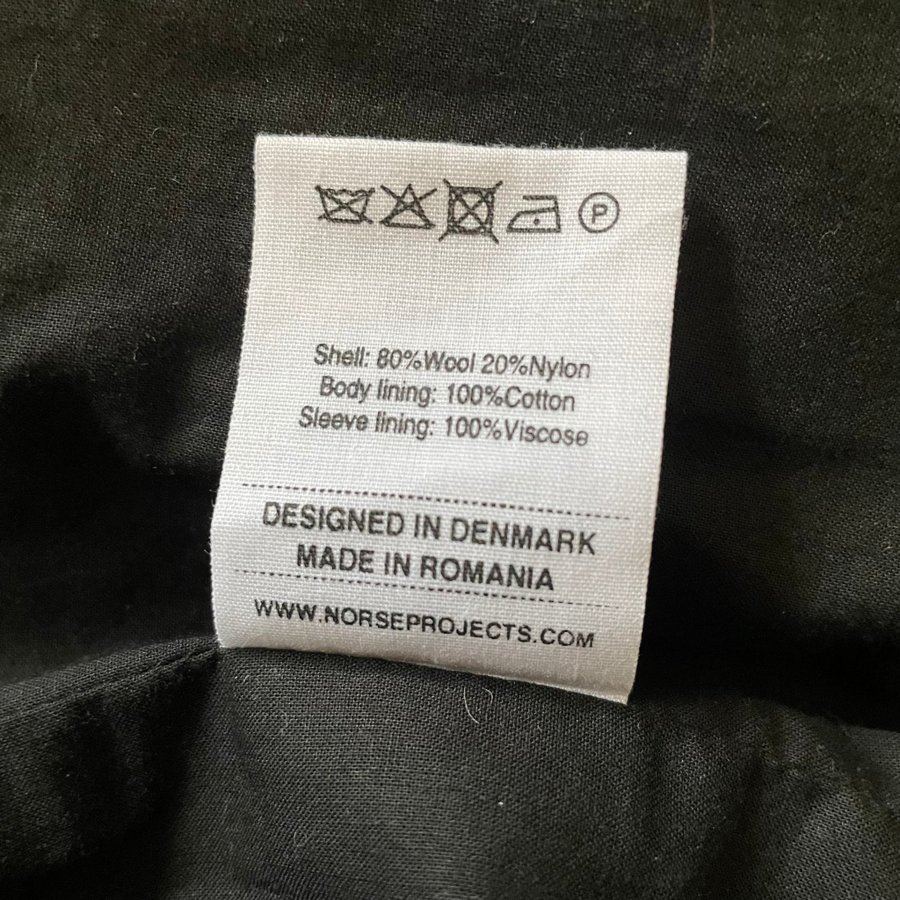 P
Shell: 80%Wool 20%Nylon
Body lining: 100%Cotton
Sleeve lining: 100%Viscose
DESIGNED IN DENMARK
MADE IN ROMANIA
WWW.NORSEPROJECTS.COM